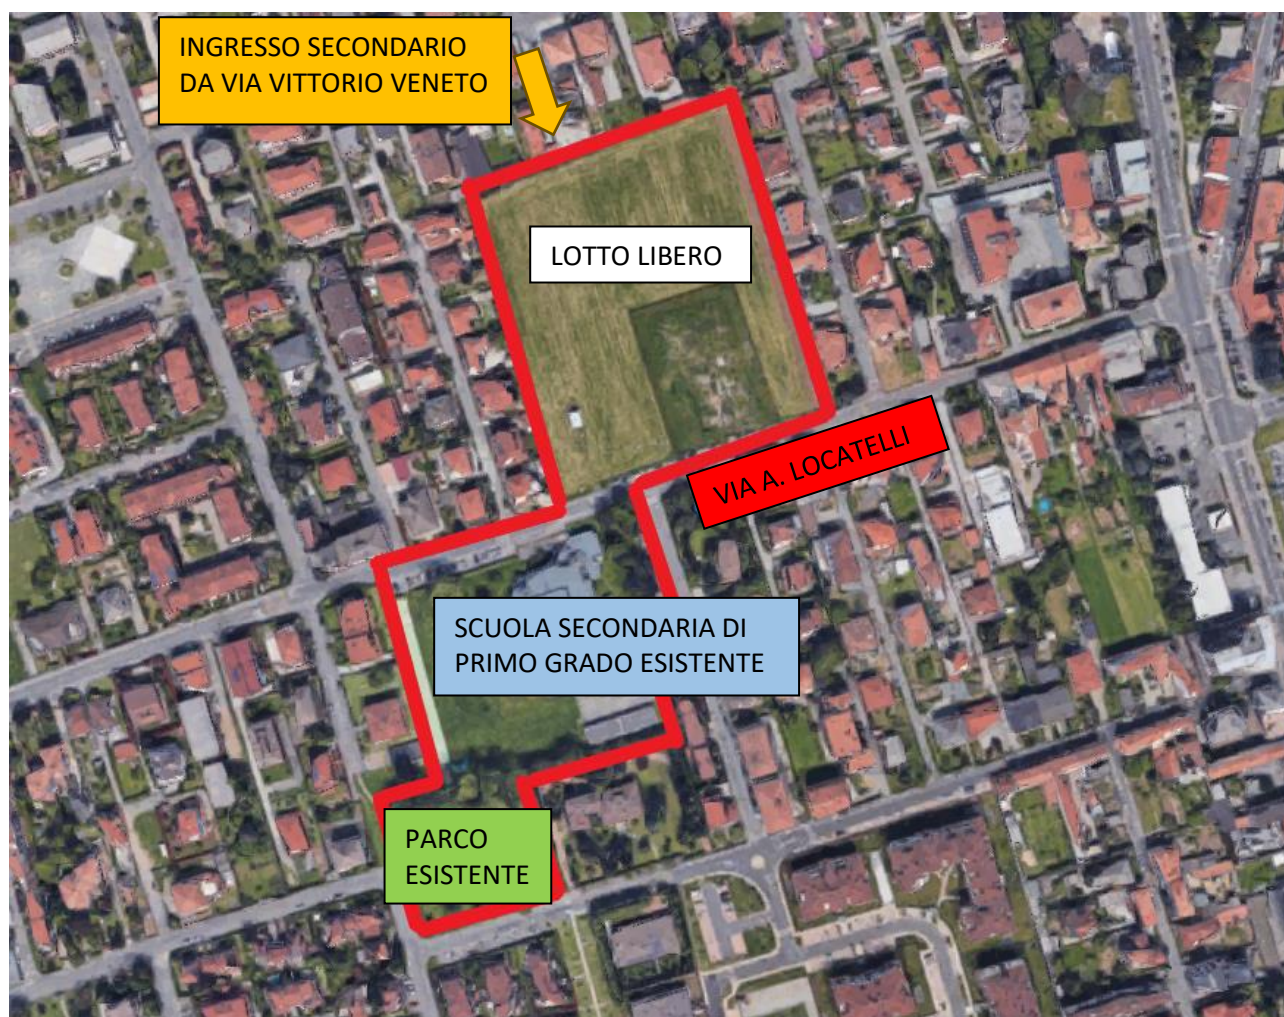 INGRESSO SECONDARIO
DA VIA VITTORIO VENETO
LOTTO LIBERO
VIA A. LOCATELLI
SCUOLA SECONDARIA DI
PRIMO GRADO ESISTENTE
PARCO
ESISTENTE